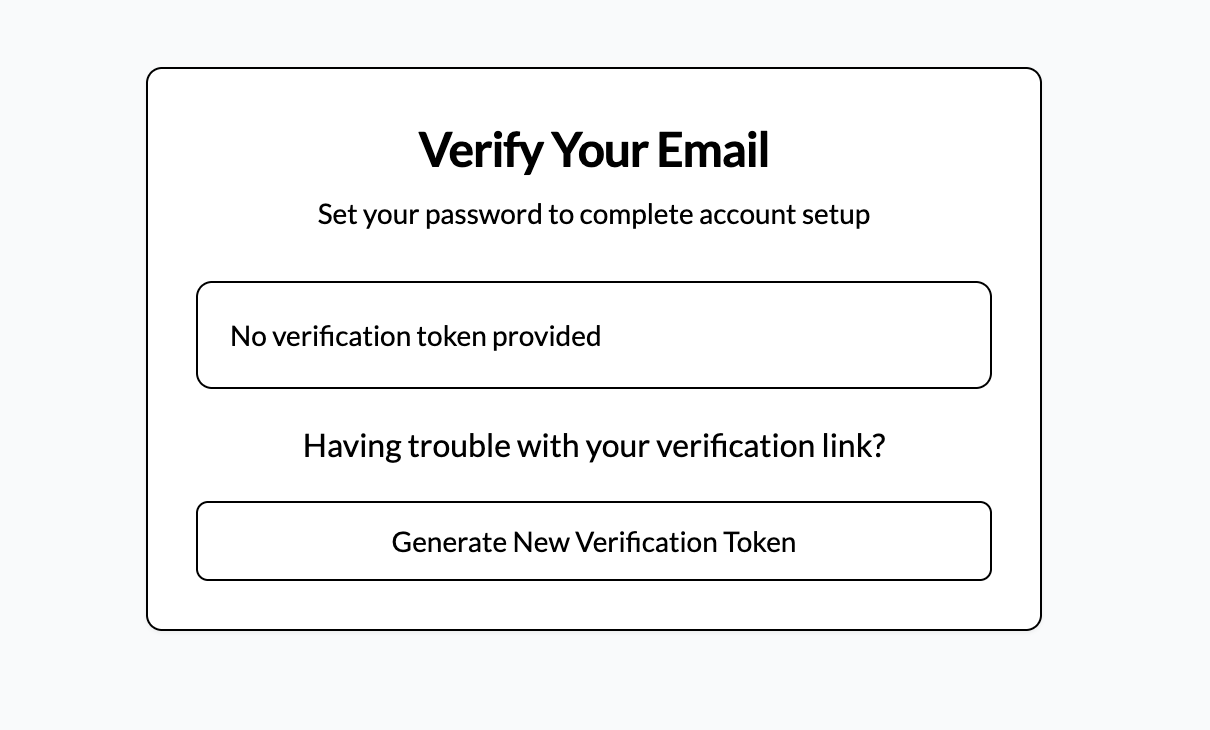 Verify Your Email
Set your password to complete account setup
No verification token provided
Having trouble with your verification link?
Generate New Verification Token